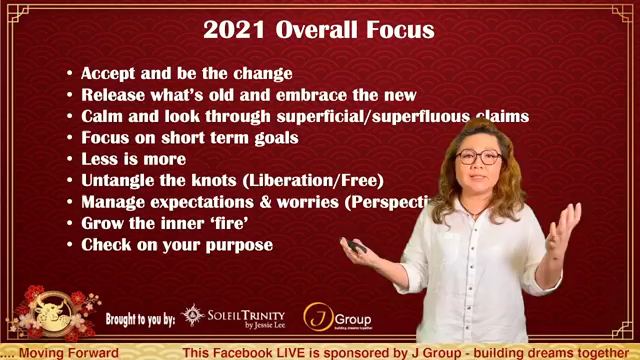 2021 Overall Focus
• Accept and be the change
• Release what's old and embrace the new
• Calm and look through superficial/superfluous claims
• Focus on short term goals
• Less is more
• Untangle the knots (Liberation/Free)
• Manage expectations & worries (Perspecti
• Grow the inner ‘fire’
• Check on your purpose
Brought to you by:
SOLEILTRINITY
by Jessie Lee
J Group
building dreams together
.... Moving Forward
This Facebook LIVE is sponsored by J Group - building dreams together